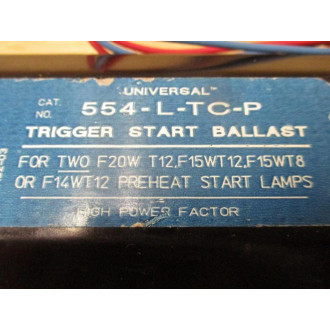 UNIVERSAL™
CAT. NO. 554-L-TC-P
TRIGGER START BALLAST
FOR TWO F20W T12,F15WT12,F15WT8
OR F14WT12 PREHEAT START LAMPS
HIGH POWER FACTOR